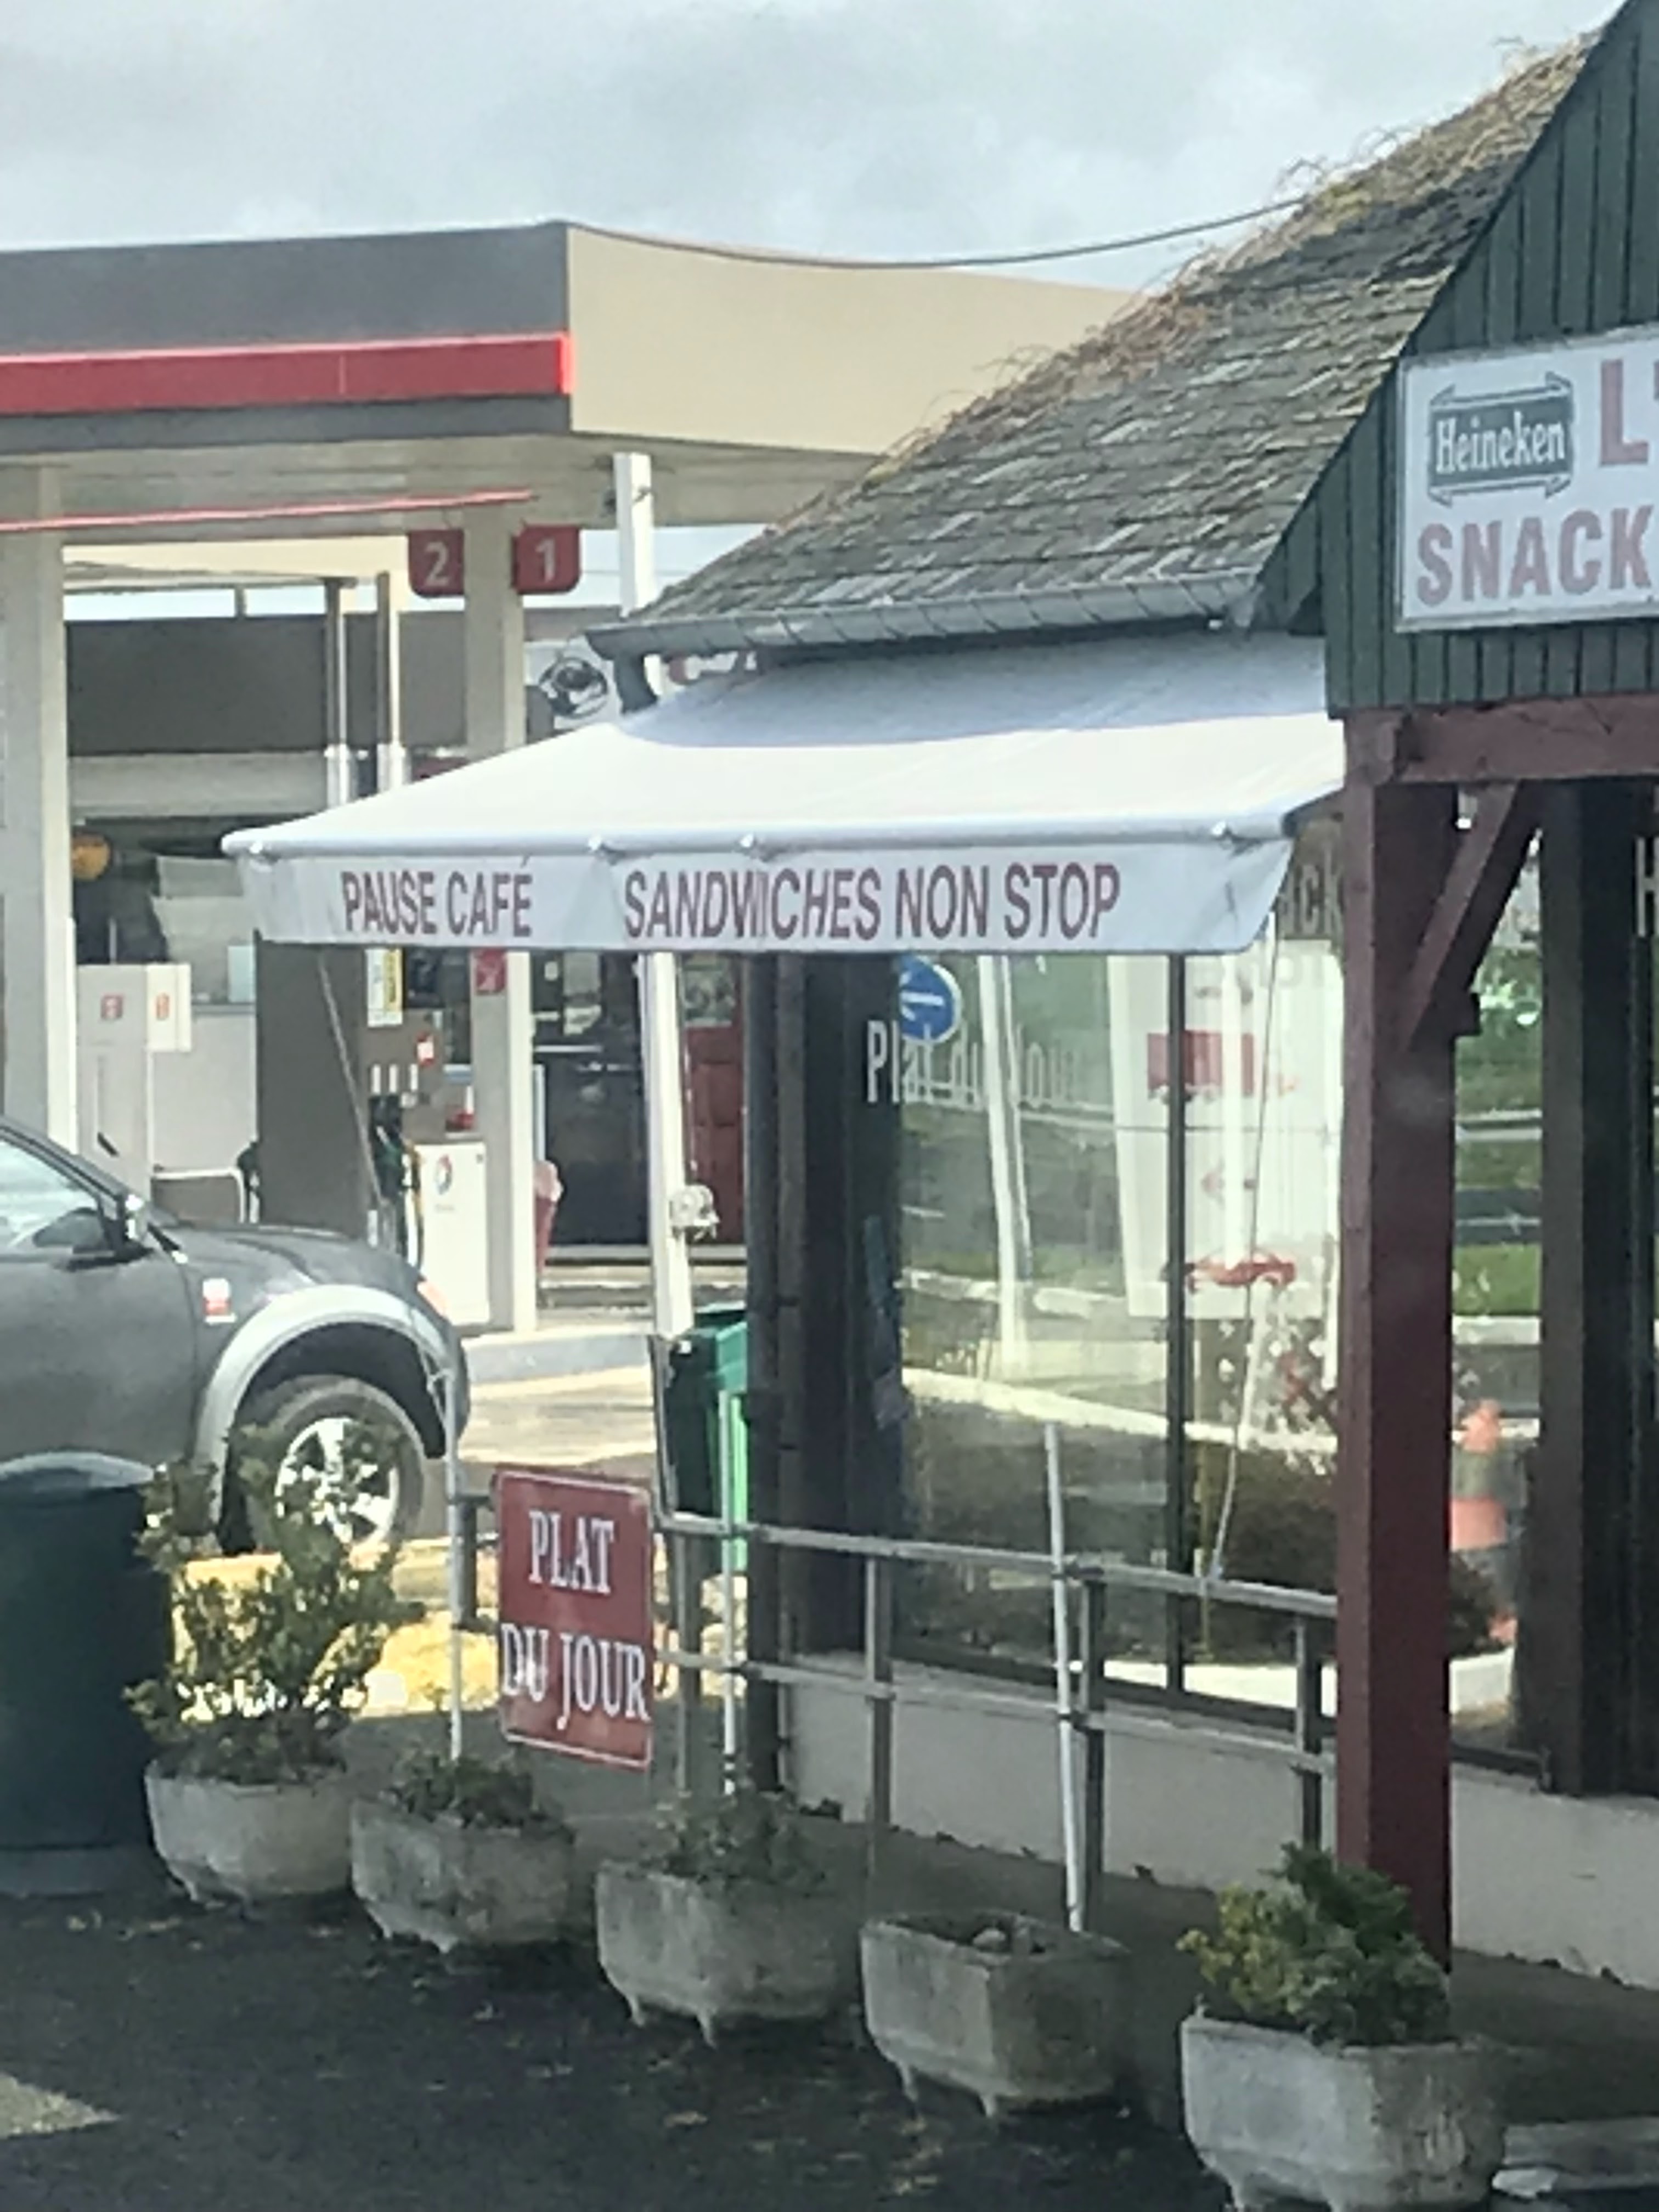 Heineken
L'
SNACK
2
1
PAUSE CAFE SANDWICHES NON STOP
Plat du Jour
PLAT
DU JOUR